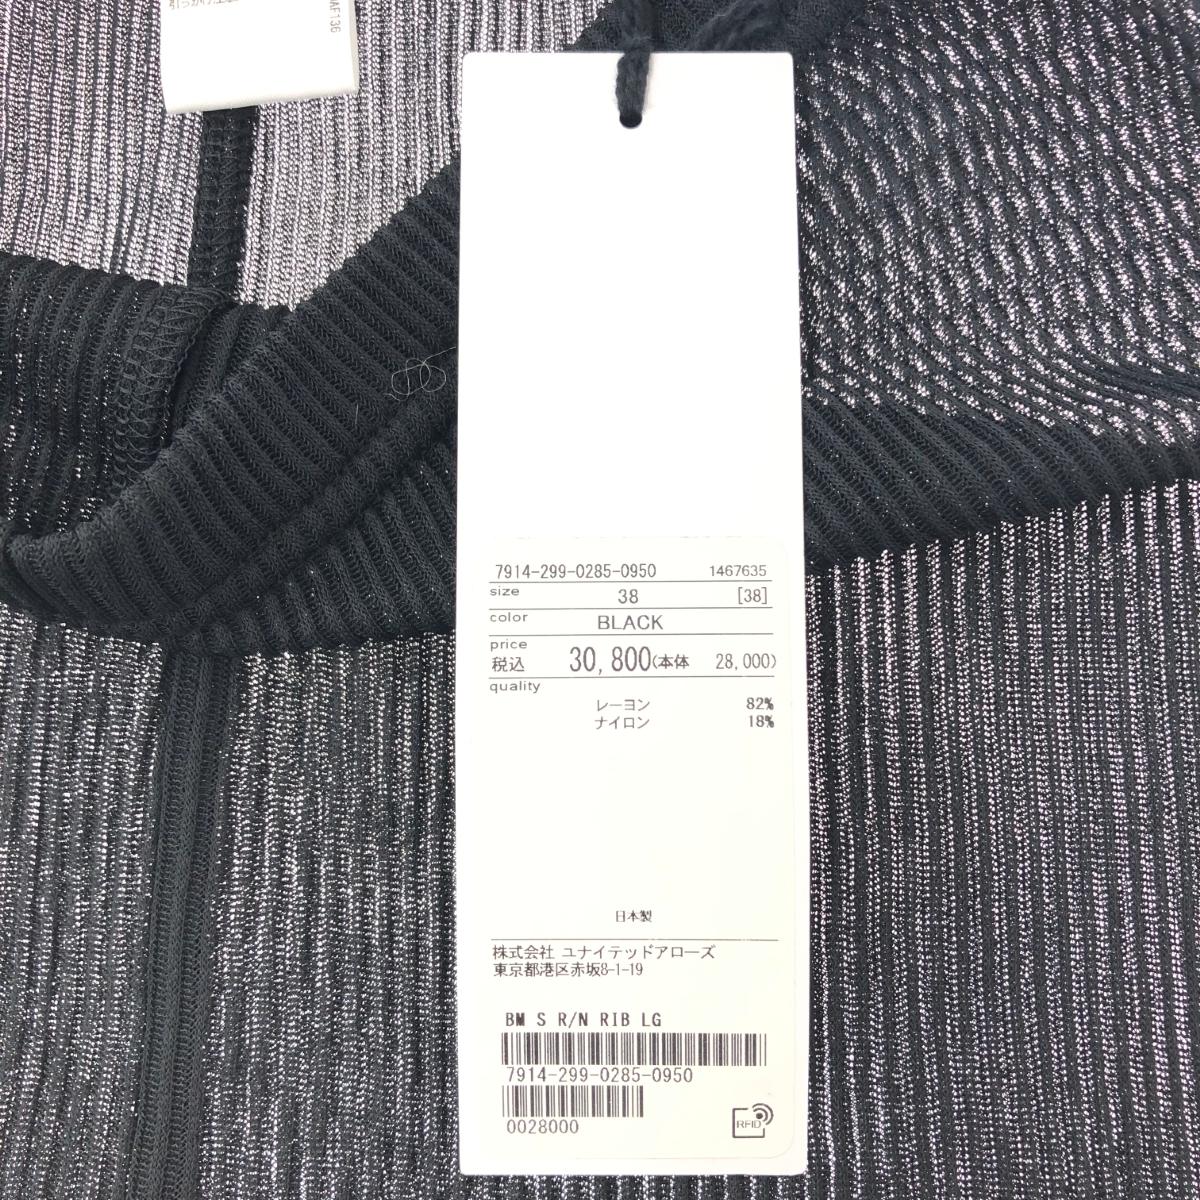 MF136
7914-299-0285-0950 1467635
size 38 [38]
color BLACK
price
税込 30,800(本体 28,000)
quality
レーヨン 82%
ナイロン 18%
日本製
株式会社 ユナイテッドアローズ
東京都港区赤坂8-1-19
BM S R/N RIB LG
7914-299-0285-0950
0028000
RFID